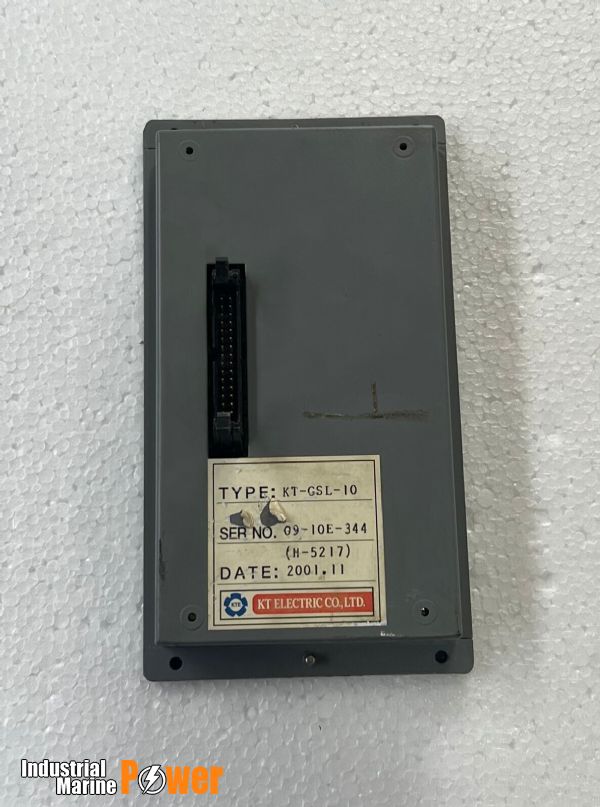 TYPE: KT-GSL-10
SER NO. 09-10E-344
(H-5217)
DATE: 2001.11
KTE KT ELECTRIC CO., LTD.
Industrial
Marine Power